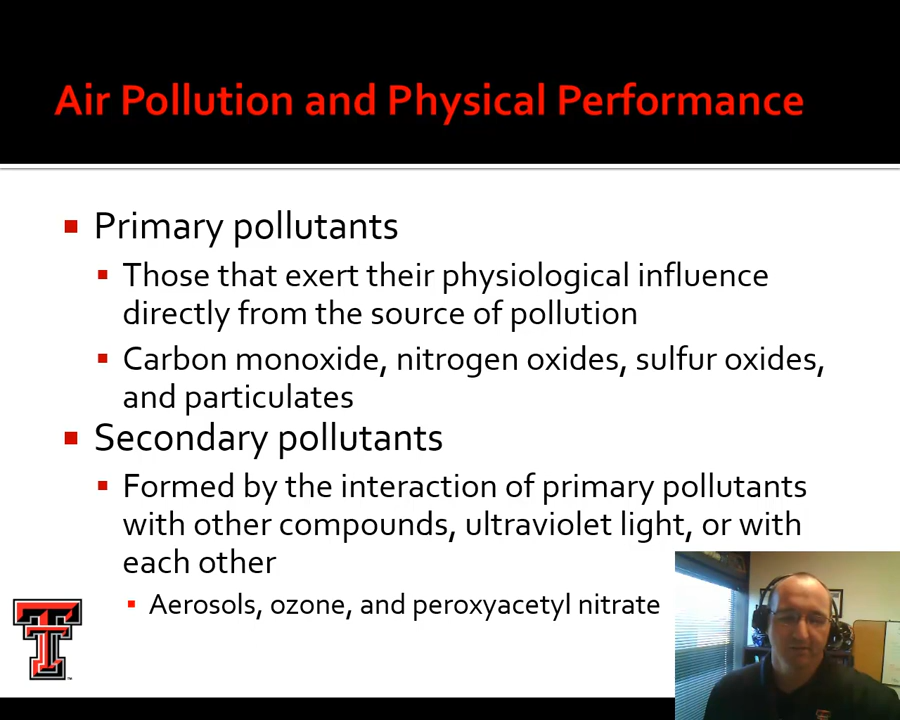 Air Pollution and Physical Performance
Primary pollutants
Those that exert their physiological influence
directly from the source of pollution
Carbon monoxide, nitrogen oxides, sulfur oxides,
and particulates
Secondary pollutants
Formed by the interaction of primary pollutants
with other compounds, ultraviolet light, or with
each other
Aerosols, ozone, and peroxyacetyl nitrate